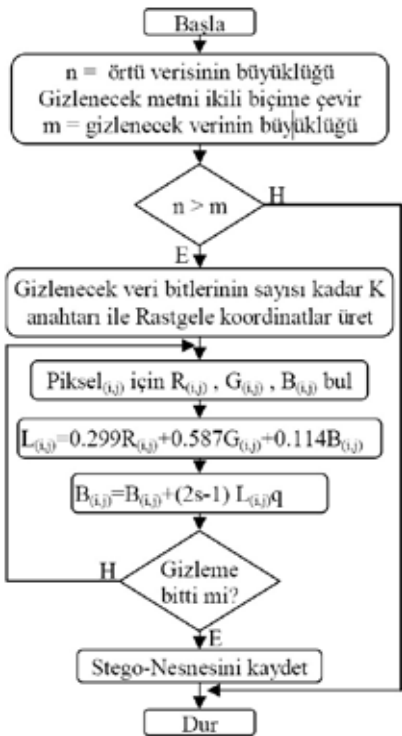 Başla
n = örtü verisinin büyüklüğü
Gizlenecek metni ikili biçime çevir
m = gizlenecek verinin büyüklüğü
n > m
H
E
Gizlenecek veri bitlerinin sayısı kadar K
anahtarı ile Rastgele koordinatlar üret
Piksel(i,j) için R(i,j) , G(i,j) , B(i,j) bul
L(i,j)=0.299R(i,j)+0.587G(i,j)+0.114B(i,j)
B(i,j)=B(i,j)+(2s-1) L(i,j)q
H
Gizleme
bitti mi?
E
Stego-Nesnesini kaydet
Dur